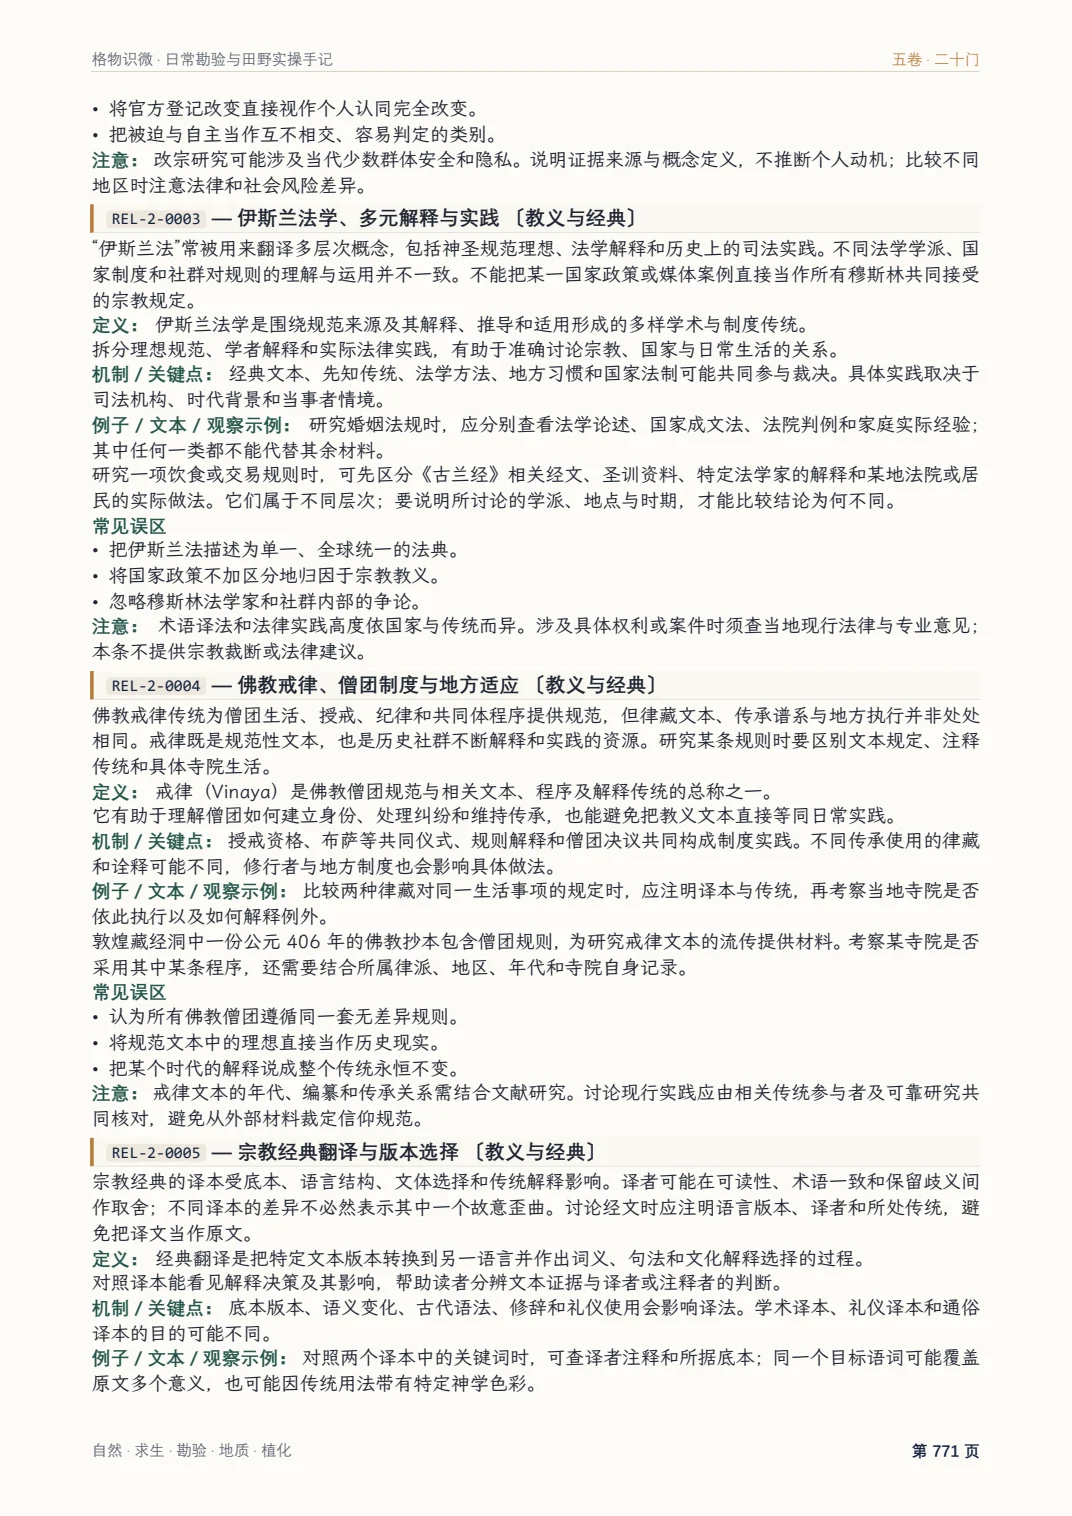 格物识微 · 日常勘验与田野实操手记
五卷 · 二十门
• 将官方登记改变直接视作个人认同完全改变。
• 把被迫与自主当作互不相交、容易判定的类别。
注意： 改宗研究可能涉及当代少数群体安全和隐私。说明证据来源与概念定义，不推断个人动机；比较不同
地区时注意法律和社会风险差异。
REL-2-0003 — 伊斯兰法学、多元解释与实践 〔教义与经典〕
“伊斯兰法”常被用来翻译多层次概念，包括神圣规范理想、法学解释和历史上的司法实践。不同法学学派、国
家制度和社群对规则的理解与运用并不一致。不能把某一国家政策或媒体案例直接当作所有穆斯林共同接受
的宗教规定。
定义： 伊斯兰法学是围绕规范来源及其解释、推导和适用形成的多样学术与制度传统。
拆分理想规范、学者解释和实际法律实践，有助于准确讨论宗教、国家与日常生活的关系。
机制 / 关键点： 经典文本、先知传统、法学方法、地方习惯和国家法制可能共同参与裁决。具体实践取决于
司法机构、时代背景和当事者情境。
例子 / 文本 / 观察示例： 研究婚姻法规时，应分别查看法学论述、国家成文法、法院判例和家庭实际经验；
其中任何一类都不能代替其余材料。
研究一项饮食或交易规则时，可先区分《古兰经》相关经文、圣训资料、特定法学家的解释和某地法院或居
民的实际做法。它们属于不同层次；要说明所讨论的学派、地点与时期，才能比较结论为何不同。
常见误区
• 把伊斯兰法描述为单一、全球统一的法典。
• 将国家政策不加区分地归因于宗教教义。
• 忽略穆斯林法学家和社群内部的争论。
注意： 术语译法和法律实践高度依国家与传统而异。涉及具体权利或案件时须查当地现行法律与专业意见；
本条不提供宗教裁断或法律建议。
REL-2-0004 — 佛教戒律、僧团制度与地方适应 〔教义与经典〕
佛教戒律传统为僧团生活、授戒、纪律和共同体程序提供规范，但律藏文本、传承谱系与地方执行并非处处
相同。戒律既是规范性文本，也是历史社群不断解释和实践的资源。研究某条规则时要区别文本规定、注释
传统和具体寺院生活。
定义： 戒律（Vinaya）是佛教僧团规范与相关文本、程序及解释传统的总称之一。
它有助于理解僧团如何建立身份、处理纠纷和维持传承，也能避免把教义文本直接等同日常实践。
机制 / 关键点： 授戒资格、布萨等共同仪式、规则解释和僧团决议共同构成制度实践。不同传承使用的律藏
和诠释可能不同，修行者与地方制度也会影响具体做法。
例子 / 文本 / 观察示例： 比较两种律藏对同一生活事项的规定时，应注明译本与传统，再考察当地寺院是否
依此执行以及如何解释例外。
敦煌藏经洞中一份公元 406 年的佛教抄本包含僧团规则，为研究戒律文本的流传提供材料。考察某寺院是否
采用其中某条程序，还需要结合所属律派、地区、年代和寺院自身记录。
常见误区
• 认为所有佛教僧团遵循同一套无差异规则。
• 将规范文本中的理想直接当作历史现实。
• 把某个时代的解释说成整个传统永恒不变。
注意： 戒律文本的年代、编纂和传承关系需结合文献研究。讨论现行实践应由相关传统参与者及可靠研究共
同核对，避免从外部材料裁定信仰规范。
REL-2-0005 — 宗教经典翻译与版本选择 〔教义与经典〕
宗教经典的译本受底本、语言结构、文体选择和传统解释影响。译者可能在可读性、术语一致和保留歧义间
作取舍；不同译本的差异不必然表示其中一个故意歪曲。讨论经文时应注明语言版本、译者和所处传统，避
免把译文当作原文。
定义： 经典翻译是把特定文本版本转换到另一语言并作出词义、句法和文化解释选择的过程。
对照译本能看见解释决策及其影响，帮助读者分辨文本证据与译者或注释者的判断。
机制 / 关键点： 底本版本、语义变化、古代语法、修辞和礼仪使用会影响译法。学术译本、礼仪译本和通俗
译本的目的可能不同。
例子 / 文本 / 观察示例： 对照两个译本中的关键词时，可查译者注释和所据底本；同一个目标语词可能覆盖
原文多个意义，也可能因传统用法带有特定神学色彩。
自然 · 求生 · 勘验 · 地质 · 植化
第 771 页